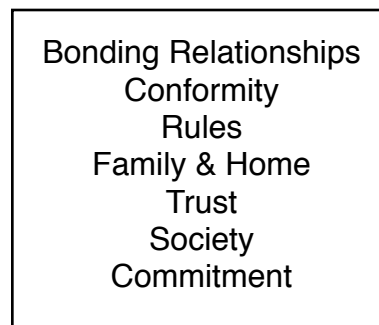 Bonding Relationships
Conformity
Rules
Family & Home
Trust
Society
Commitment